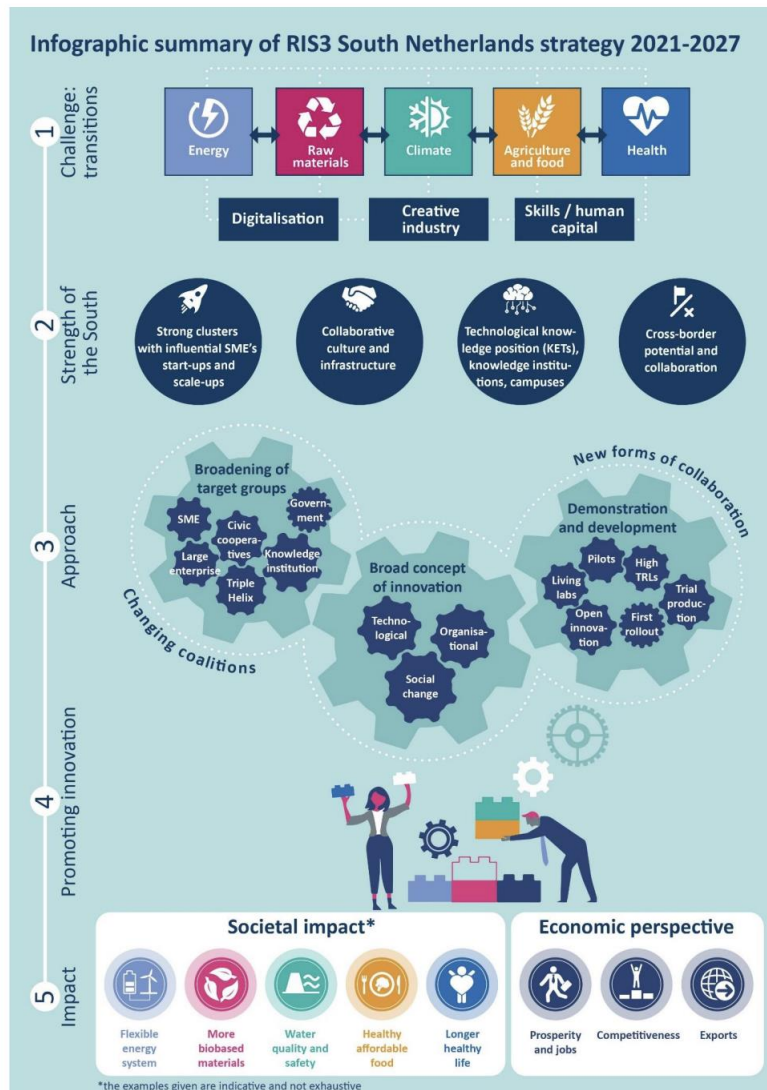 Infographic summary of RIS3 South Netherlands strategy 2021-2027
1
Challenge:
transitions
Energy
Raw
materials
Climate
Agriculture
and food
Health
Digitalisation
Creative
industry
Skills / human
capital
2
Strength of
the South
Strong clusters
with influential SME's
start-ups and
scale-ups
Collaborative
culture and
infrastructure
Technological know-
ledge position (KETs),
knowledge institu-
tions, campuses
Cross-border
potential and
collaboration
3
Approach
Broadening of
target groups
SME
Civic
cooper-
atives
Govern-
ment
Large
enterprise
Knowledge
institution
Triple
Helix
Changing coalitions
Broad concept
of innovation
Techno-
logical
Organisa-
tional
Social
change
New forms of collaboration
Demonstration
and development
Pilots
High
TRLs
Living
labs
Trial
produc-
tion
Open
innova-
tion
First
rollout
4
Promoting innovation
5
Impact
Societal impact*
Flexible
energy
system
More
biobased
materials
Water
quality and
safety
Healthy
affordable
food
Longer
healthy
life
Economic perspective
Prosperity
and jobs
Competitiveness
Exports
*the examples given are indicative and not exhaustive